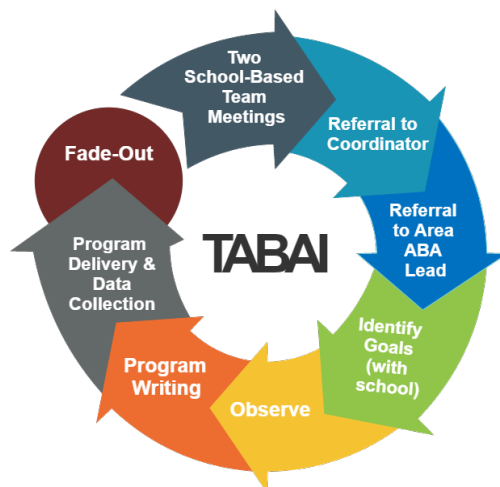 Two
School-Based
Team
Meetings
Referral to
Coordinator
Referral
to Area
ABA
Lead
Identify
Goals
(with
school)
Observe
Program
Writing
Program
Delivery &
Data
Collection
Fade-Out
TABAI